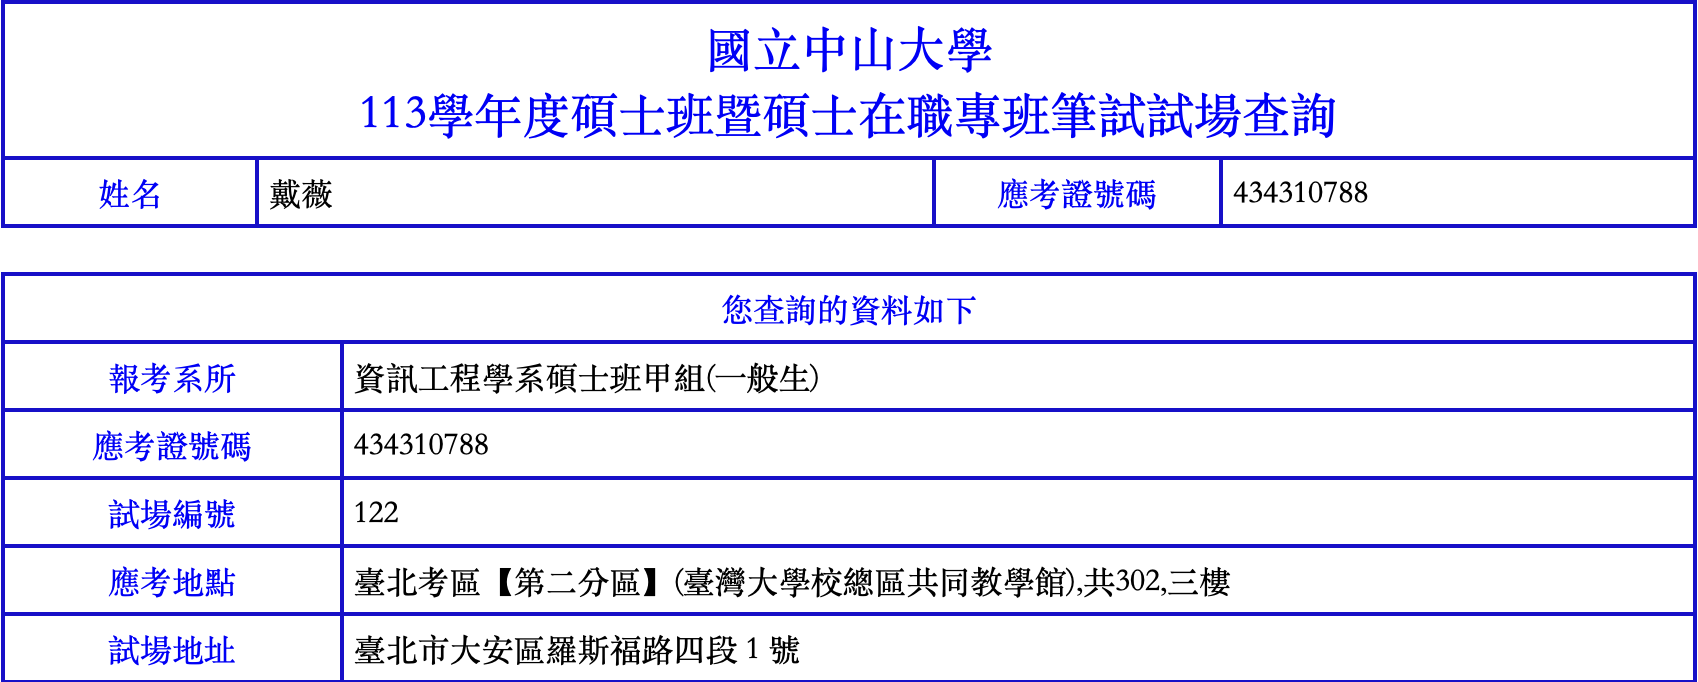 國立中山大學
113學年度碩士班暨碩士在職專班筆試試場查詢
姓名 戴薇 應考證號碼 434310788
您查詢的資料如下
報考系所 資訊工程學系碩士班甲組(一般生)
應考證號碼 434310788
試場編號 122
應考地點 臺北考區【第二分區】(臺灣大學校總區共同教學館),共302,三樓
試場地址 臺北市大安區羅斯福路四段 1 號